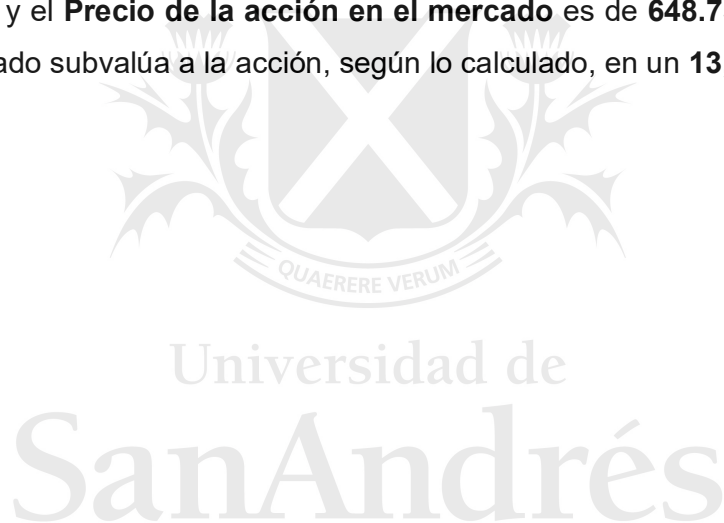 y el Precio de la acción en el mercado es de 648.7
ado subvalúa a la acción, según lo calculado, en un 13
QUAERERE VERUM
Universidad de
SanAndrés